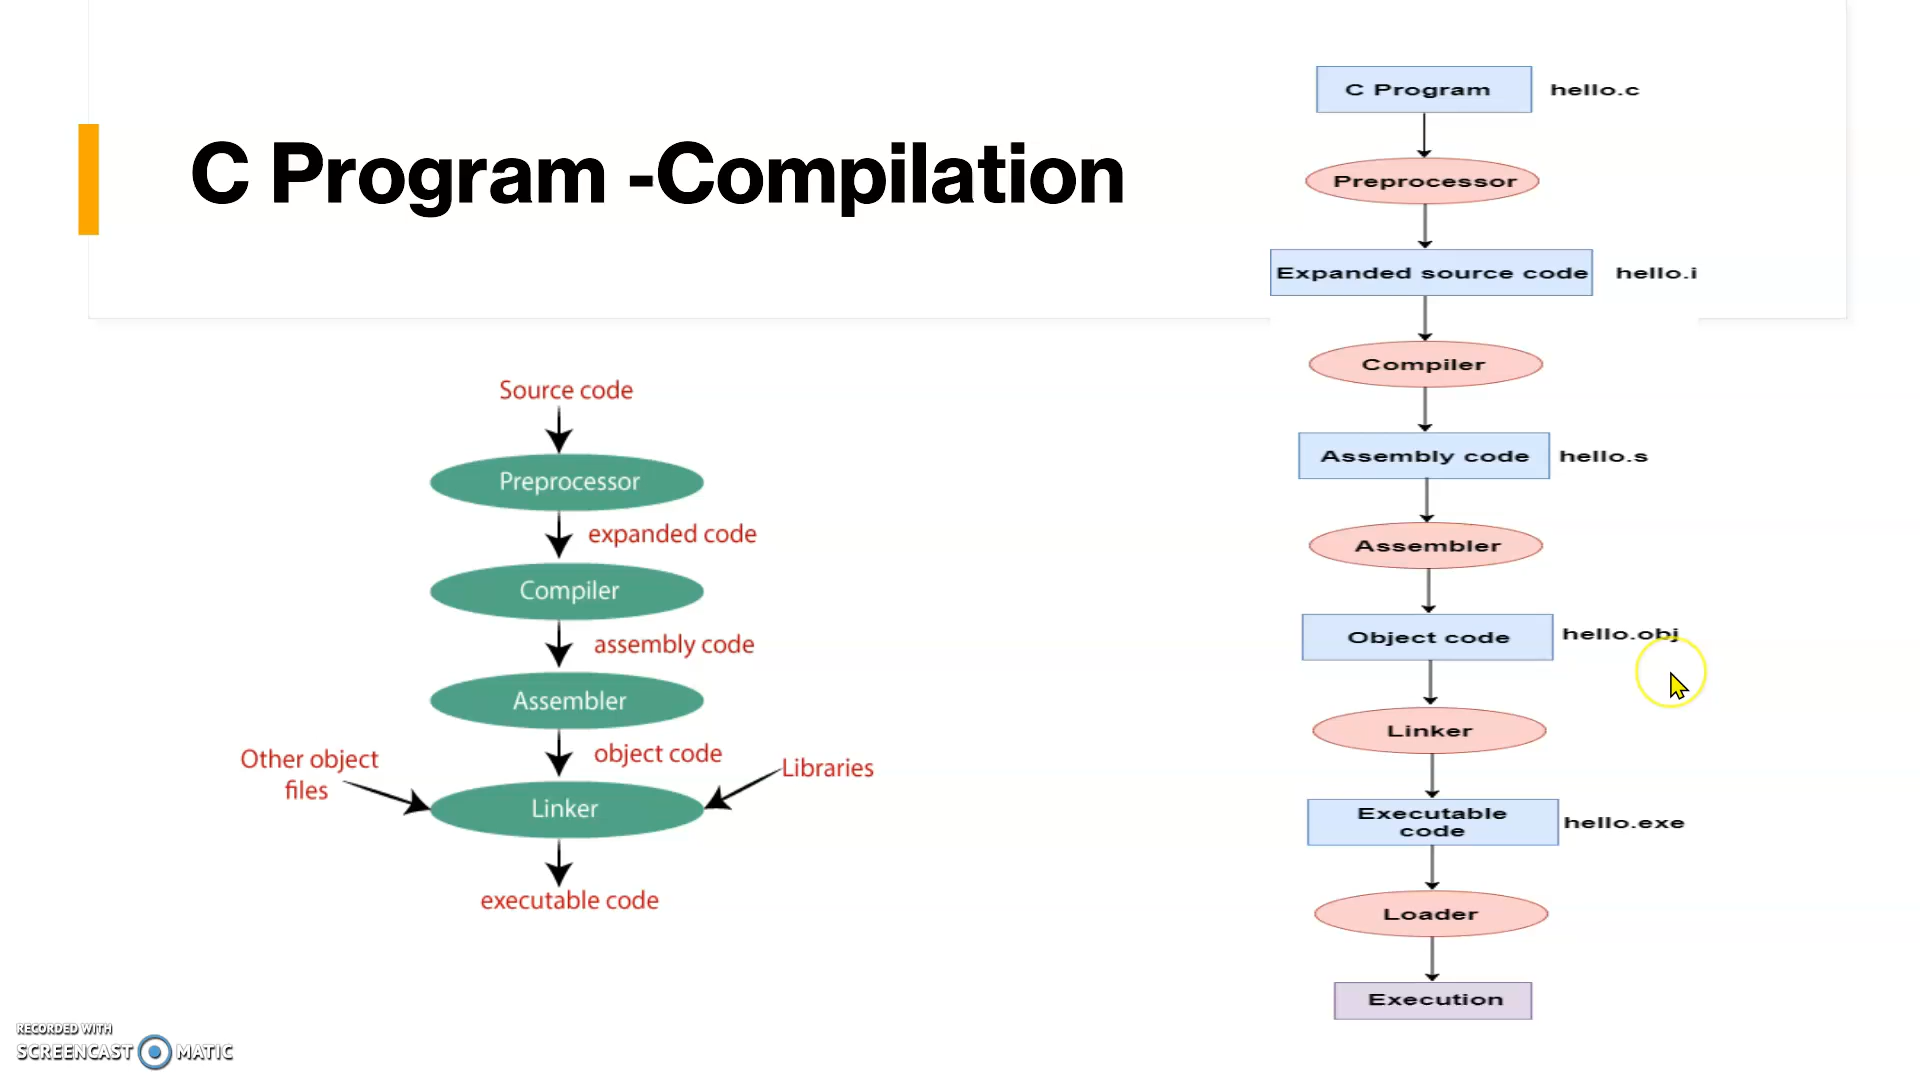 C Program -Compilation
Source code
Preprocessor
expanded code
Compiler
assembly code
Assembler
object code
Other object
files
Libraries
Linker
executable code
C Program hello.c
Preprocessor
Expanded source code hello.i
Compiler
Assembly code hello.s
Assembler
Object code hello.obj
Linker
Executable
code
hello.exe
Loader
Execution
RECORDED WITH
SCREENCAST MATIC